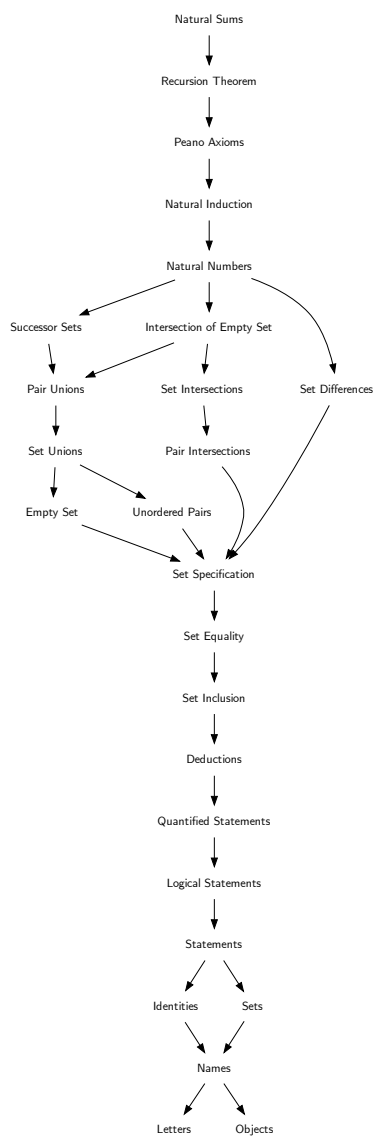 Natural Sums
Recursion Theorem
Peano Axioms
Natural Induction
Natural Numbers
Successor Sets
Intersection of Empty Set
Pair Unions
Set Intersections
Set Differences
Set Unions
Pair Intersections
Empty Set
Unordered Pairs
Set Specification
Set Equality
Set Inclusion
Deductions
Quantified Statements
Logical Statements
Statements
Identities
Sets
Names
Letters
Objects